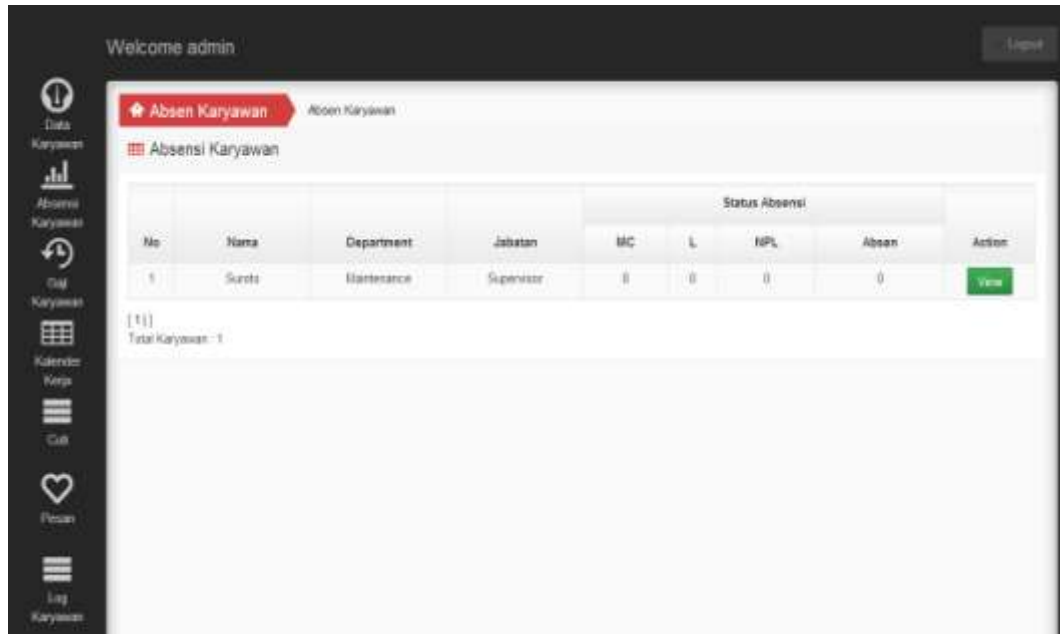 Welcome admin
Logout
Data
Karyawan
Absensi
Karyawan
Gaji
Karyawan
Kalender
Kerja
Cuti
Pesan
Log
Karyawan
Absen Karyawan
Absen Karyawan
Absensi Karyawan
Status Absensi
No Nama Department Jabatan MC L NPL Absen Action
1 Suroto Maintenance Supervisor 0 0 0 0 View
[ 1 | ]
Total Karyawan : 1